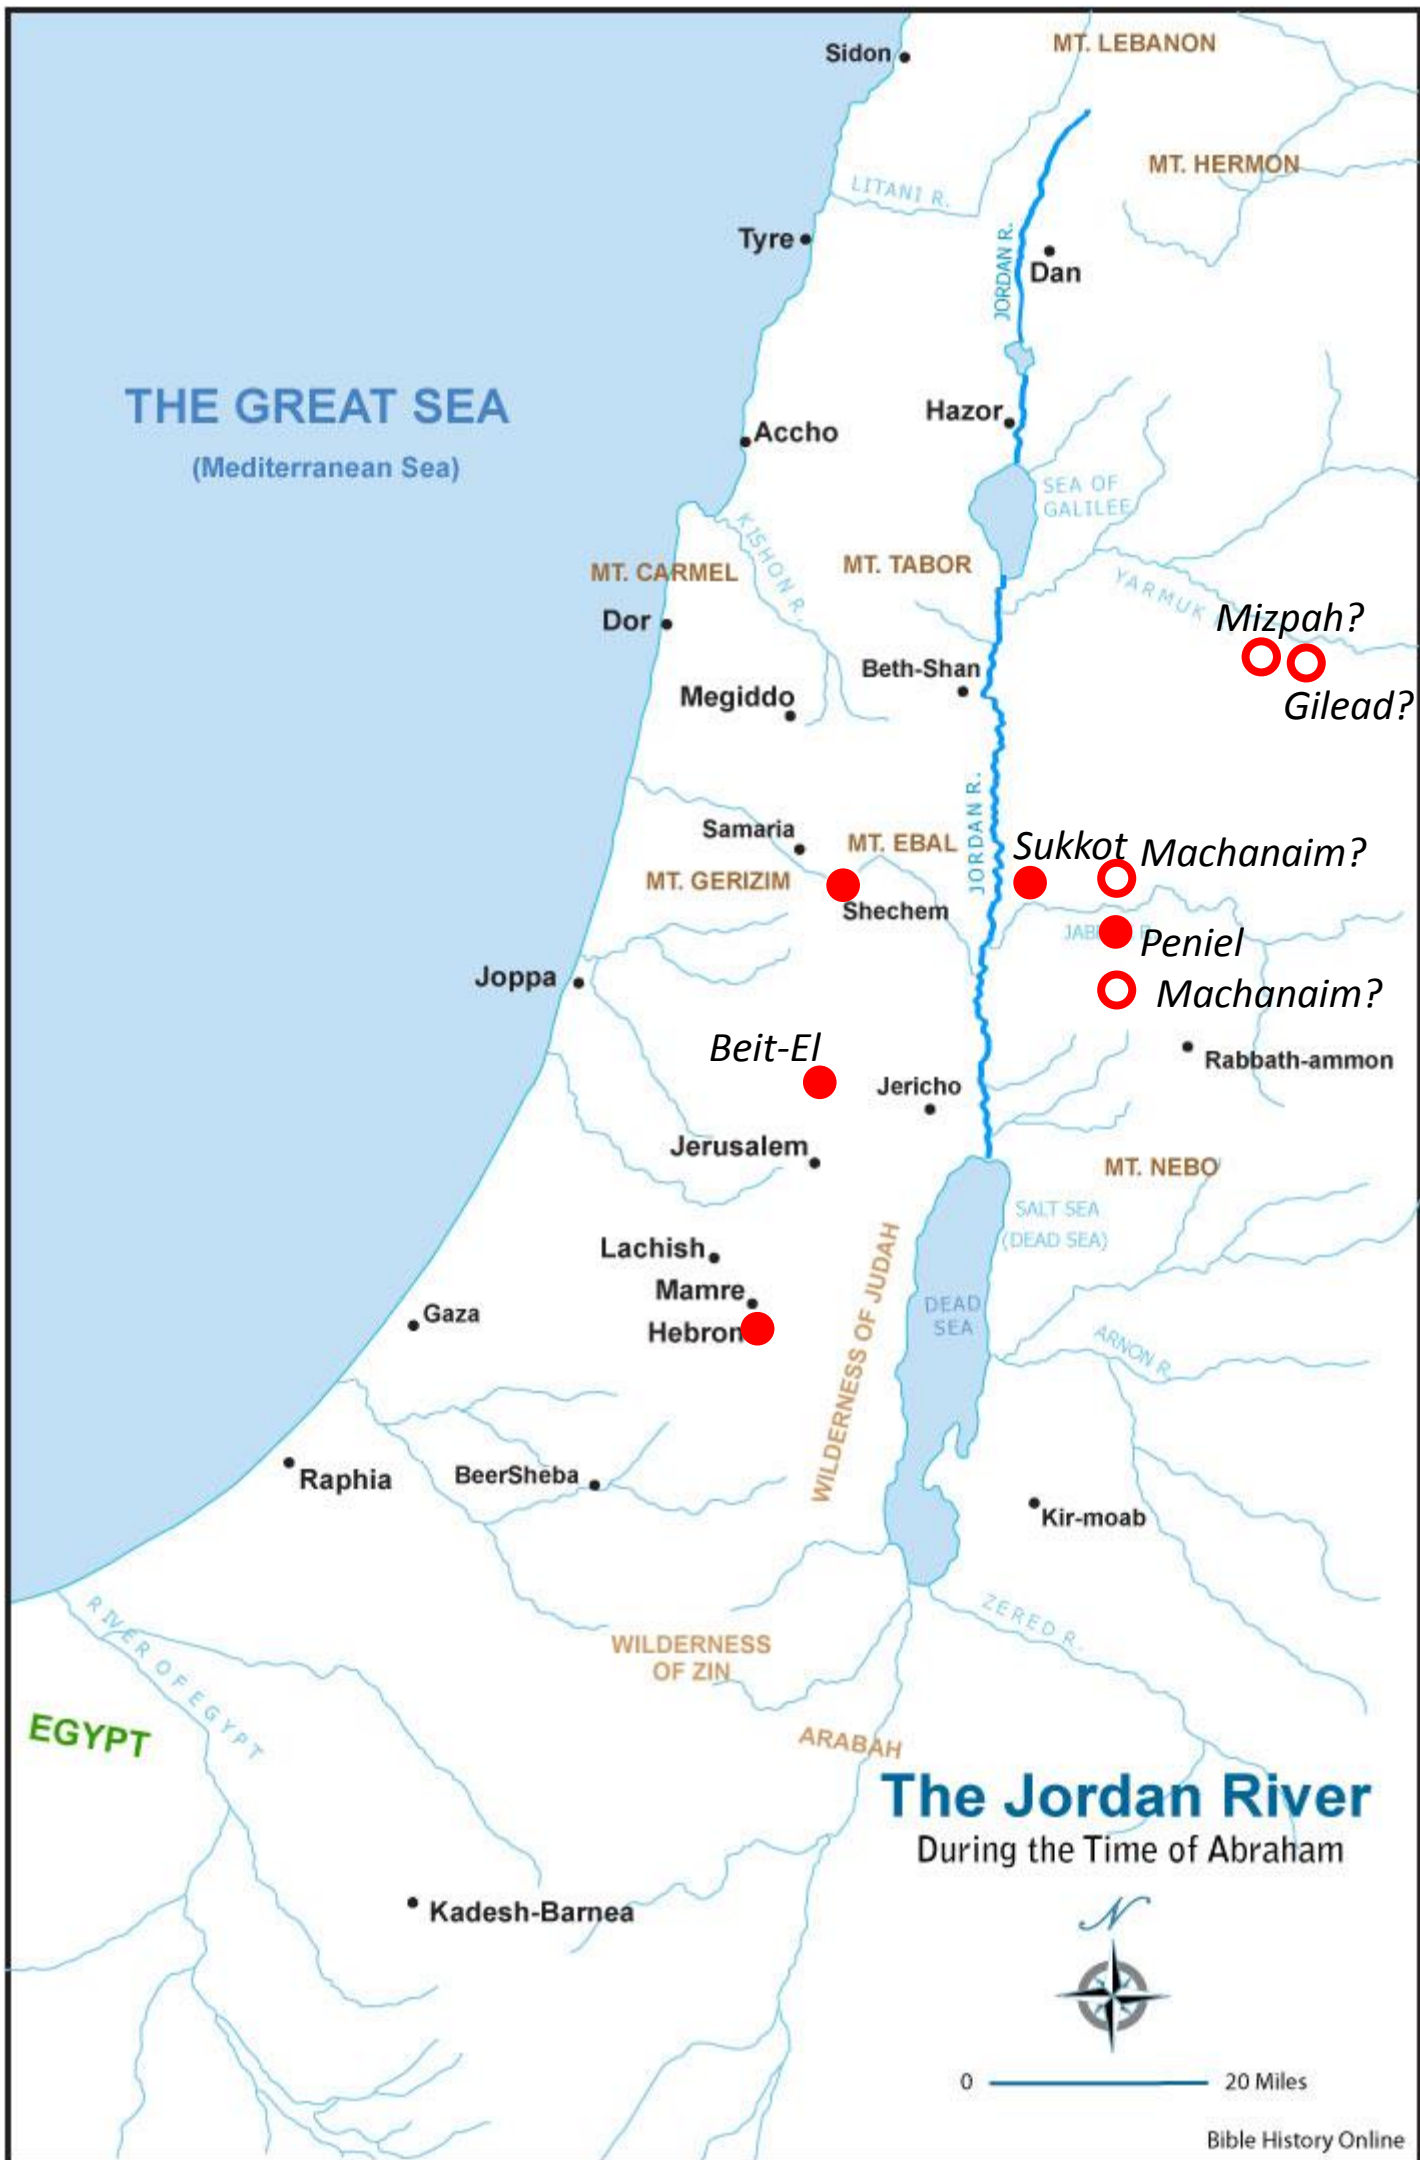 Sidon
MT. LEBANON
MT. HERMON
LITANI R.
Tyre
JORDAN R.
Dan
THE GREAT SEA
(Mediterranean Sea)
Hazor
Accho
SEA OF
GALILEE
KISHON R.
MT. CARMEL
MT. TABOR
YARMUK
Mizpah?
Dor
Beth-Shan
Megiddo
Gilead?
JORDAN R.
Samaria
MT. EBAL
Sukkot
Machanaim?
MT. GERIZIM
Shechem
Peniel
Joppa
Machanaim?
Beit-El
Rabbath-ammon
Jericho
Jerusalem
MT. NEBO
SALT SEA
(DEAD SEA)
Lachish
Mamre
Hebron
WILDERNESS OF JUDAH
DEAD
SEA
Gaza
ARNON R.
Raphia
BeerSheba
Kir-moab
RIVER OF EGYPT
ZERED R.
WILDERNESS
OF ZIN
EGYPT
ARABAH
The Jordan River
During the Time of Abraham
Kadesh-Barnea
N
0 20 Miles
Bible History Online